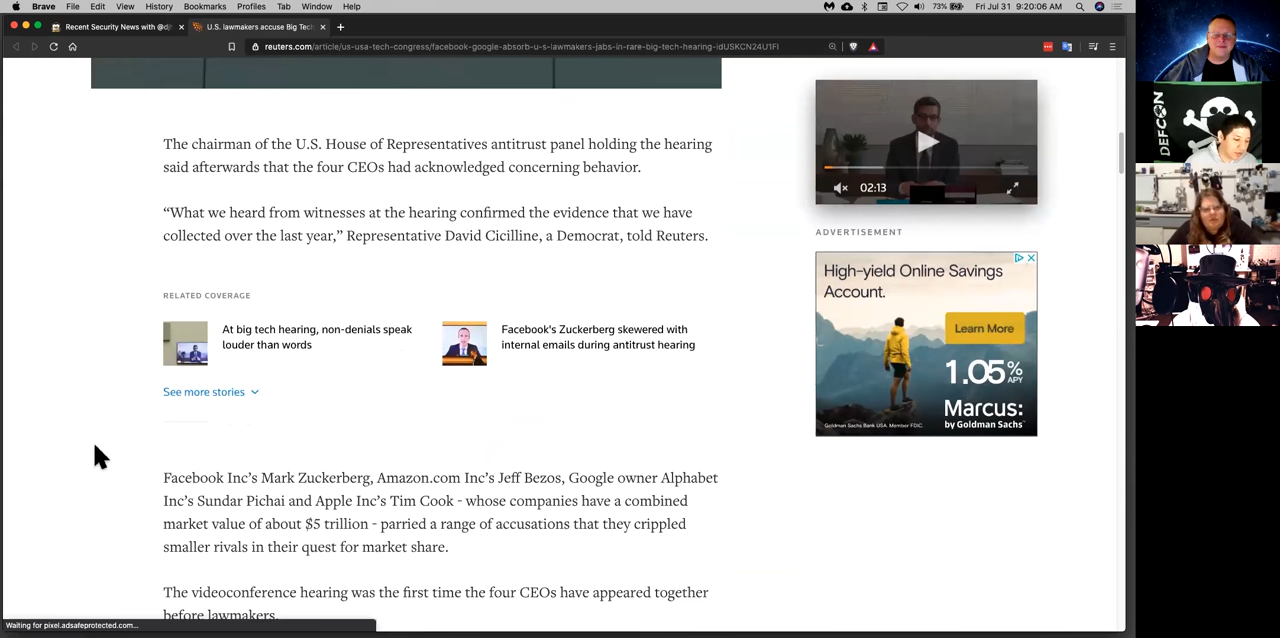 Brave File Edit View History Bookmarks Profiles Tab Window Help 73% Fri Jul 31 9:20:06 AM
Recent Security News with @dj × U.S. lawmakers accuse Big Tech × +
reuters.com/article/us-usa-tech-congress/facebook-google-absorb-u-s-lawmakers-jabs-in-rare-big-tech-hearing-idUSKCN24U1FI
The chairman of the U.S. House of Representatives antitrust panel holding the hearing
said afterwards that the four CEOs had acknowledged concerning behavior.
“What we heard from witnesses at the hearing confirmed the evidence that we have
collected over the last year,” Representative David Cicilline, a Democrat, told Reuters.
RELATED COVERAGE
At big tech hearing, non-denials speak
louder than words
Facebook's Zuckerberg skewered with
internal emails during antitrust hearing
See more stories
Facebook Inc’s Mark Zuckerberg, Amazon.com Inc’s Jeff Bezos, Google owner Alphabet
Inc’s Sundar Pichai and Apple Inc’s Tim Cook - whose companies have a combined
market value of about $5 trillion - parried a range of accusations that they crippled
smaller rivals in their quest for market share.
The videoconference hearing was the first time the four CEOs have appeared together
before lawmakers.
Waiting for pixel.adsafeprotected.com...
02:13
ADVERTISEMENT
High-yield Online Savings
Account.
Learn More
1.05% APY
Marcus:
by Goldman Sachs
Goldman Sachs Bank USA. Member FDIC.
DEFCON